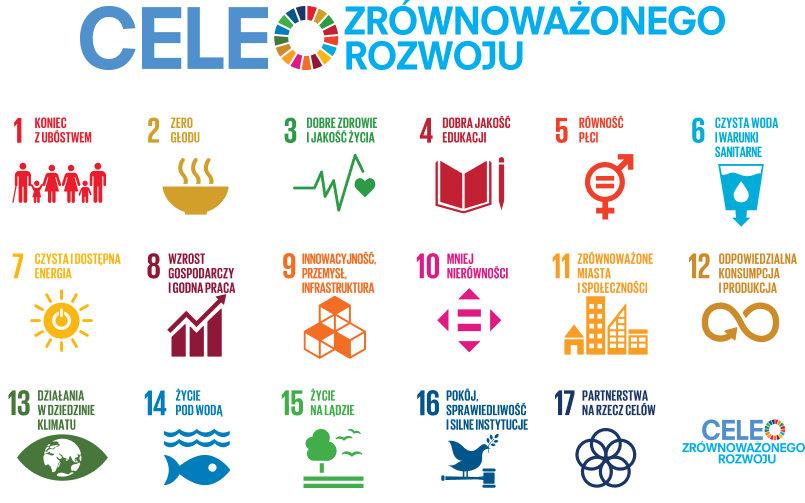 CELE ZRÓWNOWAŻONEGO
ROZWOJU
1 KONIEC
Z UBÓSTWEM
2 ZERO
GŁODU
3 DOBRE ZDROWIE
I JAKOŚĆ ŻYCIA
4 DOBRA JAKOŚĆ
EDUKACJI
5 RÓWNOŚĆ
PŁCI
6 CZYSTA WODA
I WARUNKI
SANITARNE
7 CZYSTA I DOSTĘPNA
ENERGIA
8 WZROST
GOSPODARCZY
I GODNA PRACA
9 INNOWACYJNOŚĆ,
PRZEMYSŁ,
INFRASTRUKTURA
10 MNIEJ
NIERÓWNOŚCI
11 ZRÓWNOWAŻONE
MIASTA
I SPOŁECZNOŚCI
12 ODPOWIEDZIALNA
KONSUMPCJA
I PRODUKCJA
13 DZIAŁANIA
W DZIEDZINIE
KLIMATU
14 ŻYCIE
POD WODĄ
15 ŻYCIE
NA LĄDZIE
16 POKÓJ,
SPRAWIEDLIWOŚĆ
I SILNE INSTYTUCJE
17 PARTNERSTWA
NA RZECZ CELÓW
CELE
ZRÓWNOWAŻONEGO
ROZWOJU